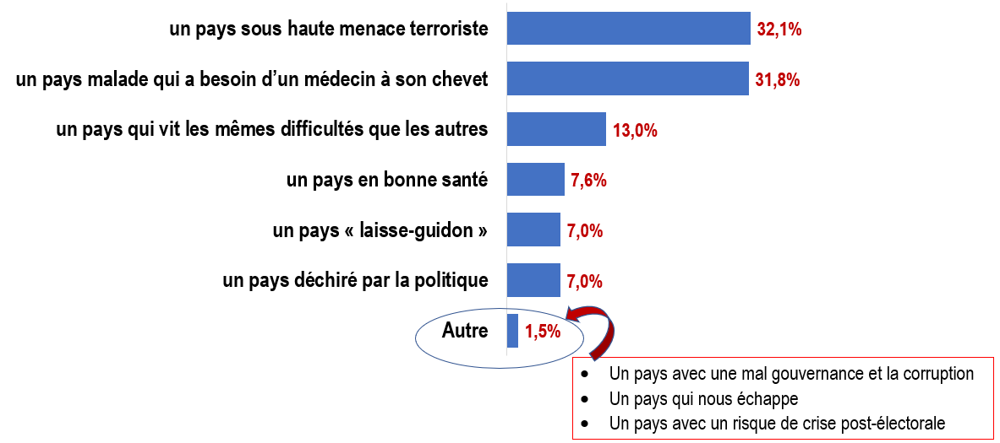 un pays sous haute menace terroriste 32,1%
un pays malade qui a besoin d’un médecin à son chevet 31,8%
un pays qui vit les mêmes difficultés que les autres 13,0%
un pays en bonne santé 7,6%
un pays « laisse-guidon » 7,0%
un pays déchiré par la politique 7,0%
Autre 1,5%
• Un pays avec une mal gouvernance et la corruption
• Un pays qui nous échappe
• Un pays avec un risque de crise post-électorale